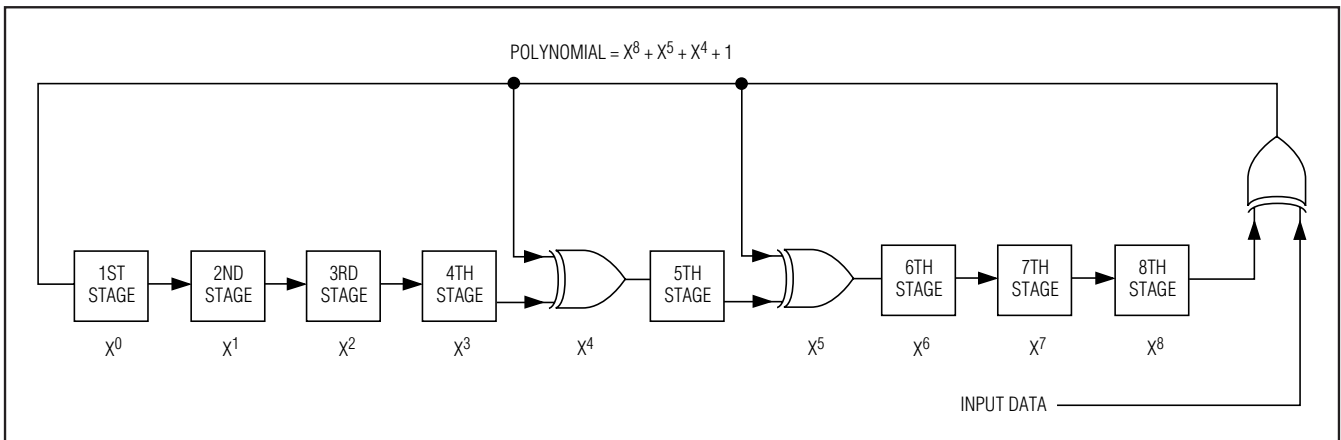 POLYNOMIAL = X⁸ + X⁵ + X⁴ + 1
1ST
STAGE
2ND
STAGE
3RD
STAGE
4TH
STAGE
5TH
STAGE
6TH
STAGE
7TH
STAGE
8TH
STAGE
X⁰
X¹
X²
X³
X⁴
X⁵
X⁶
X⁷
X⁸
INPUT DATA